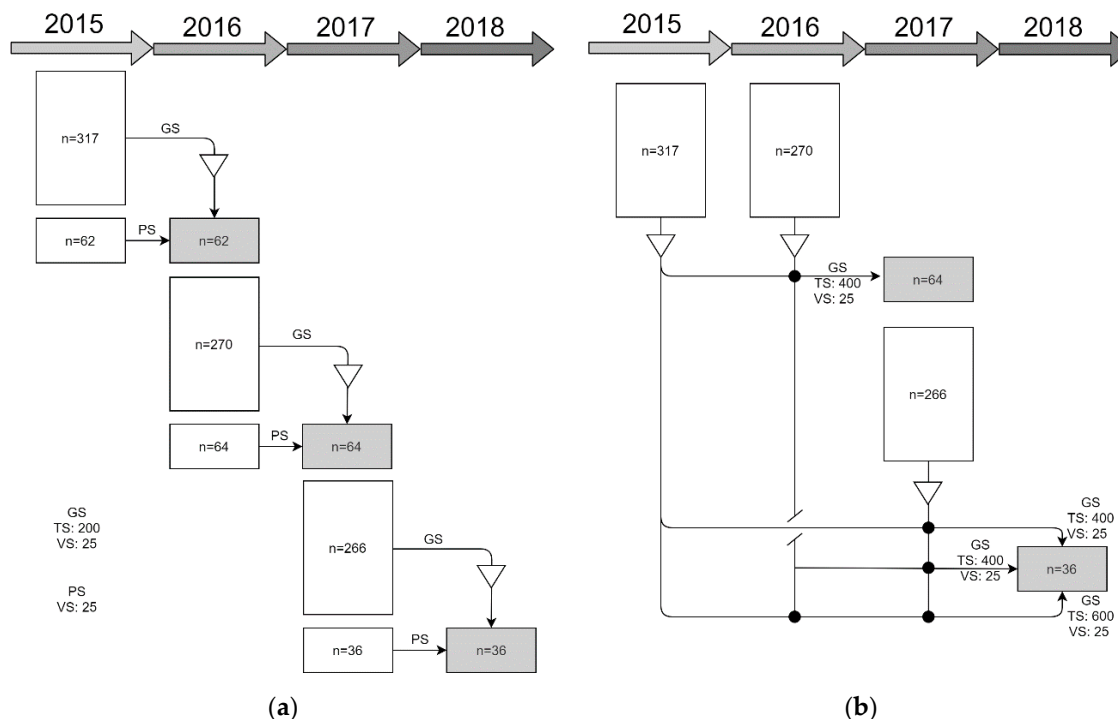 2015 2016 2017 2018
n=317
GS
n=62
PS
n=62
n=270
GS
n=64
PS
n=64
n=266
GS
n=36
PS
n=36
GS
TS: 200
VS: 25
PS
VS: 25
(a)
2015 2016 2017 2018
n=317
n=270
GS
TS: 400
VS: 25
n=64
n=266
GS
TS: 400
VS: 25
GS
TS: 400
VS: 25
n=36
GS
TS: 600
VS: 25
(b)